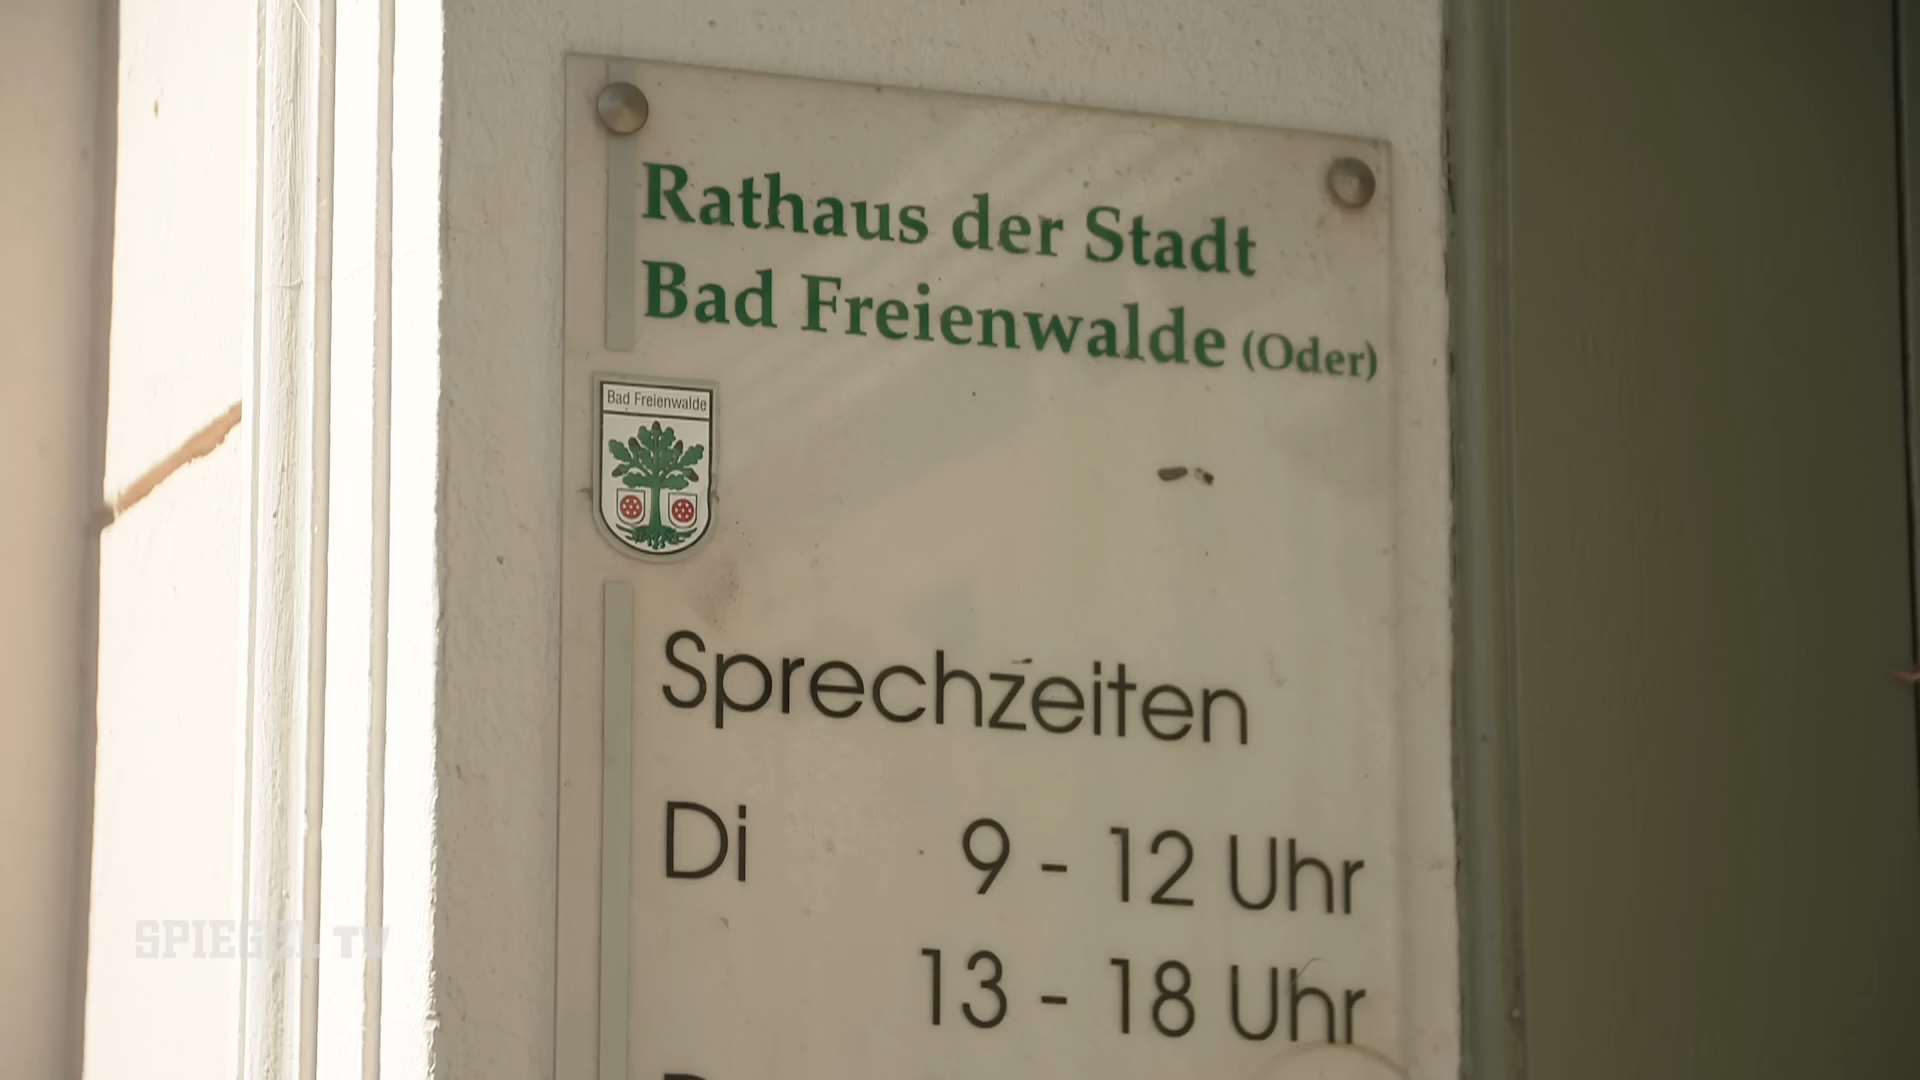 Rathaus der Stadt
Bad Freienwalde (Oder)
Bad Freienwalde
Sprechzeiten
Di 9 - 12 Uhr
13 - 18 Uhr
SPIEGEL TV